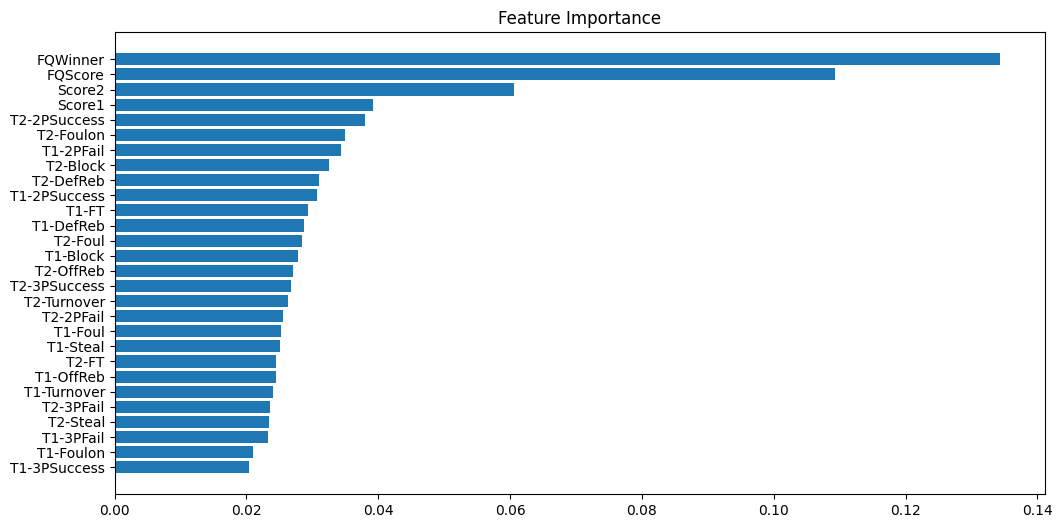 Feature Importance
FQWinner
FQScore
Score2
Score1
T2-2PSuccess
T2-Foulon
T1-2PFail
T2-Block
T2-DefReb
T1-2PSuccess
T1-FT
T1-DefReb
T2-Foul
T1-Block
T2-OffReb
T2-3PSuccess
T2-Turnover
T2-2PFail
T1-Foul
T1-Steal
T2-FT
T1-OffReb
T1-Turnover
T2-3PFail
T2-Steal
T1-3PFail
T1-Foulon
T1-3PSuccess
0.00 0.02 0.04 0.06 0.08 0.10 0.12 0.14